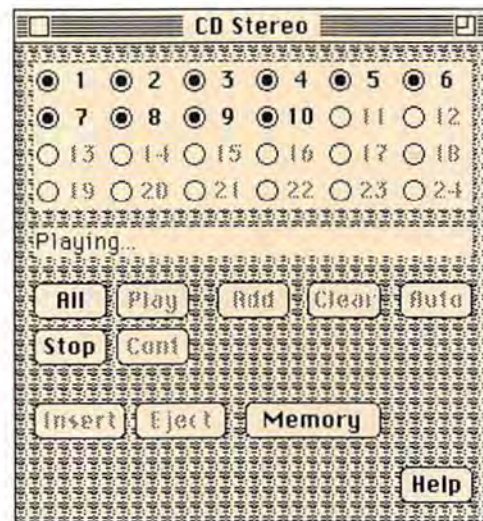 CD Stereo
1 2 3 4 5 6
7 8 9 10 11 12
13 14 15 16 17 18
19 20 21 22 23 24
Playing...
All Play Add Clear Auto
Stop Cont
Insert Eject Memory
Help